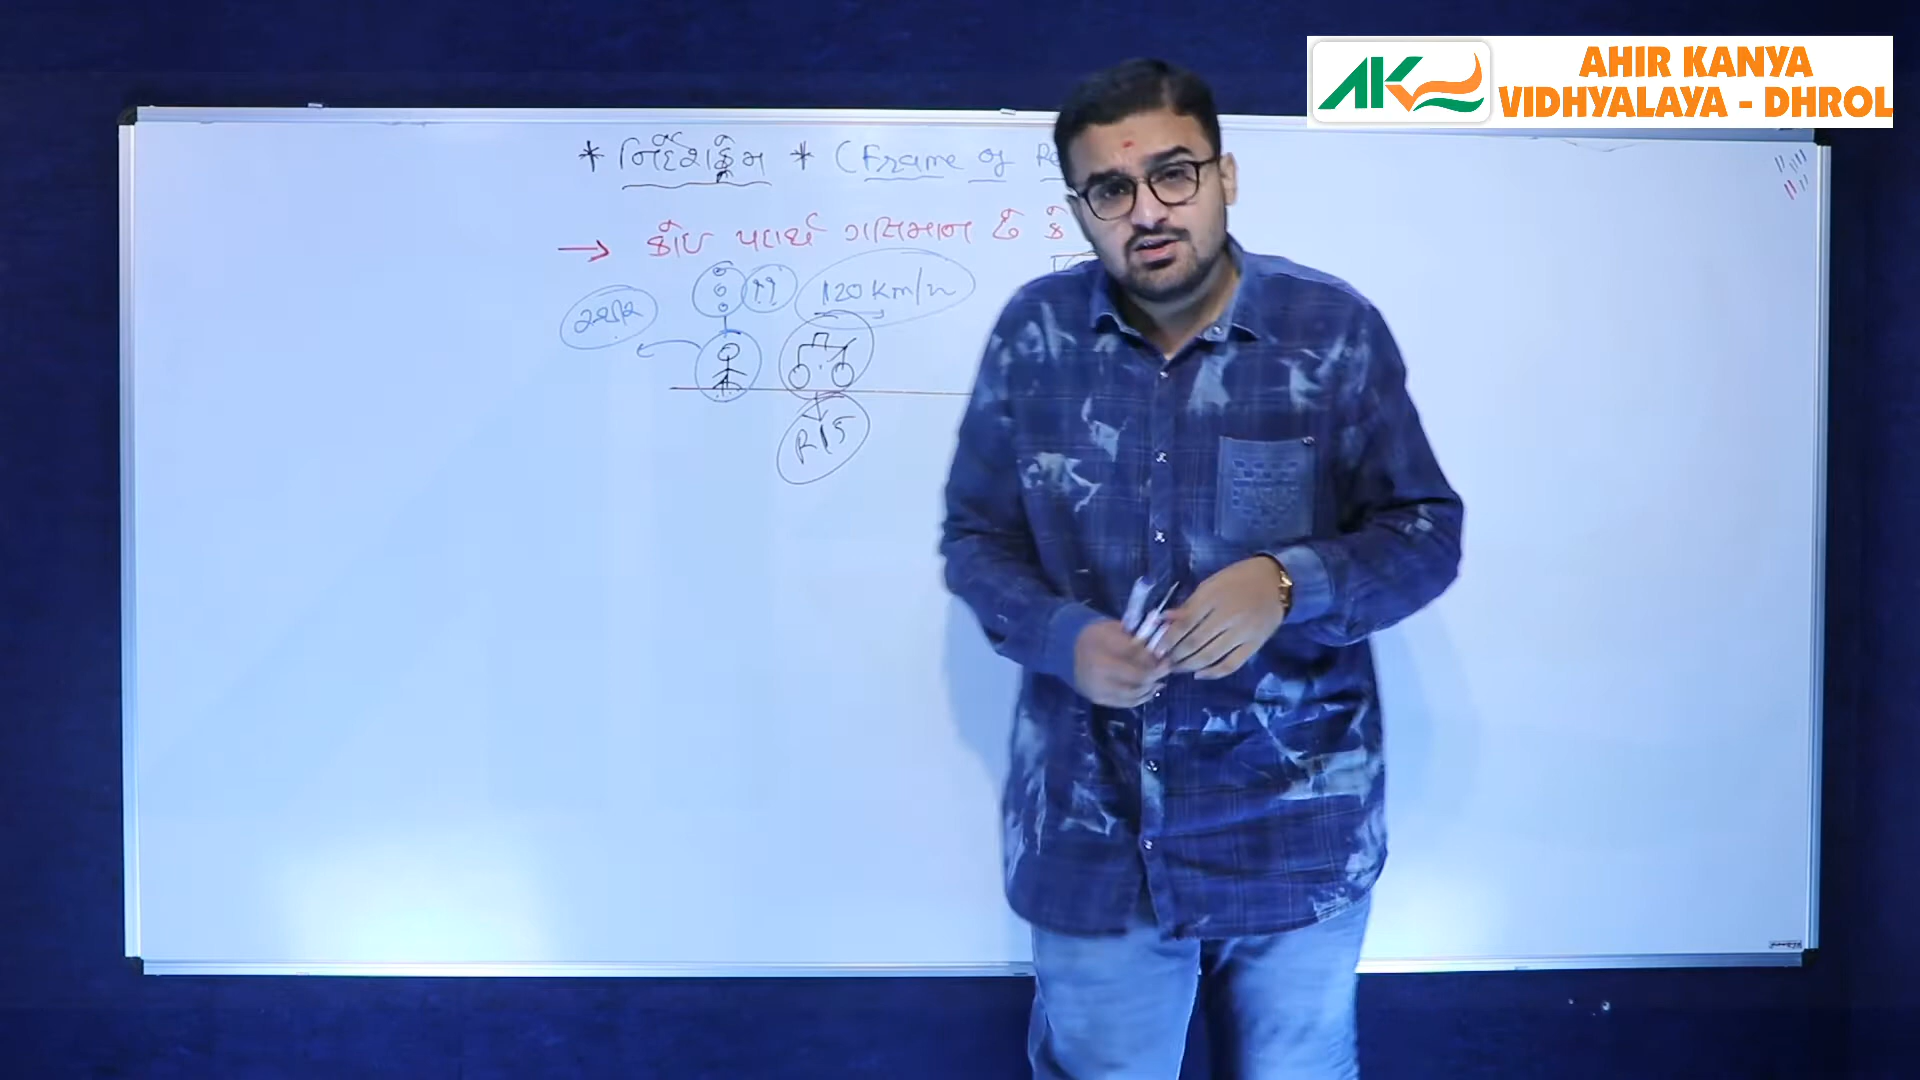 AHIR KANYA
VIDHYALAYA - DHROL
* નિર્દેશફ્રેમ * (Frame of
→ કોઈ પદાર્થ ગતિમાન છે કે
120 Km/h
સ્થિર